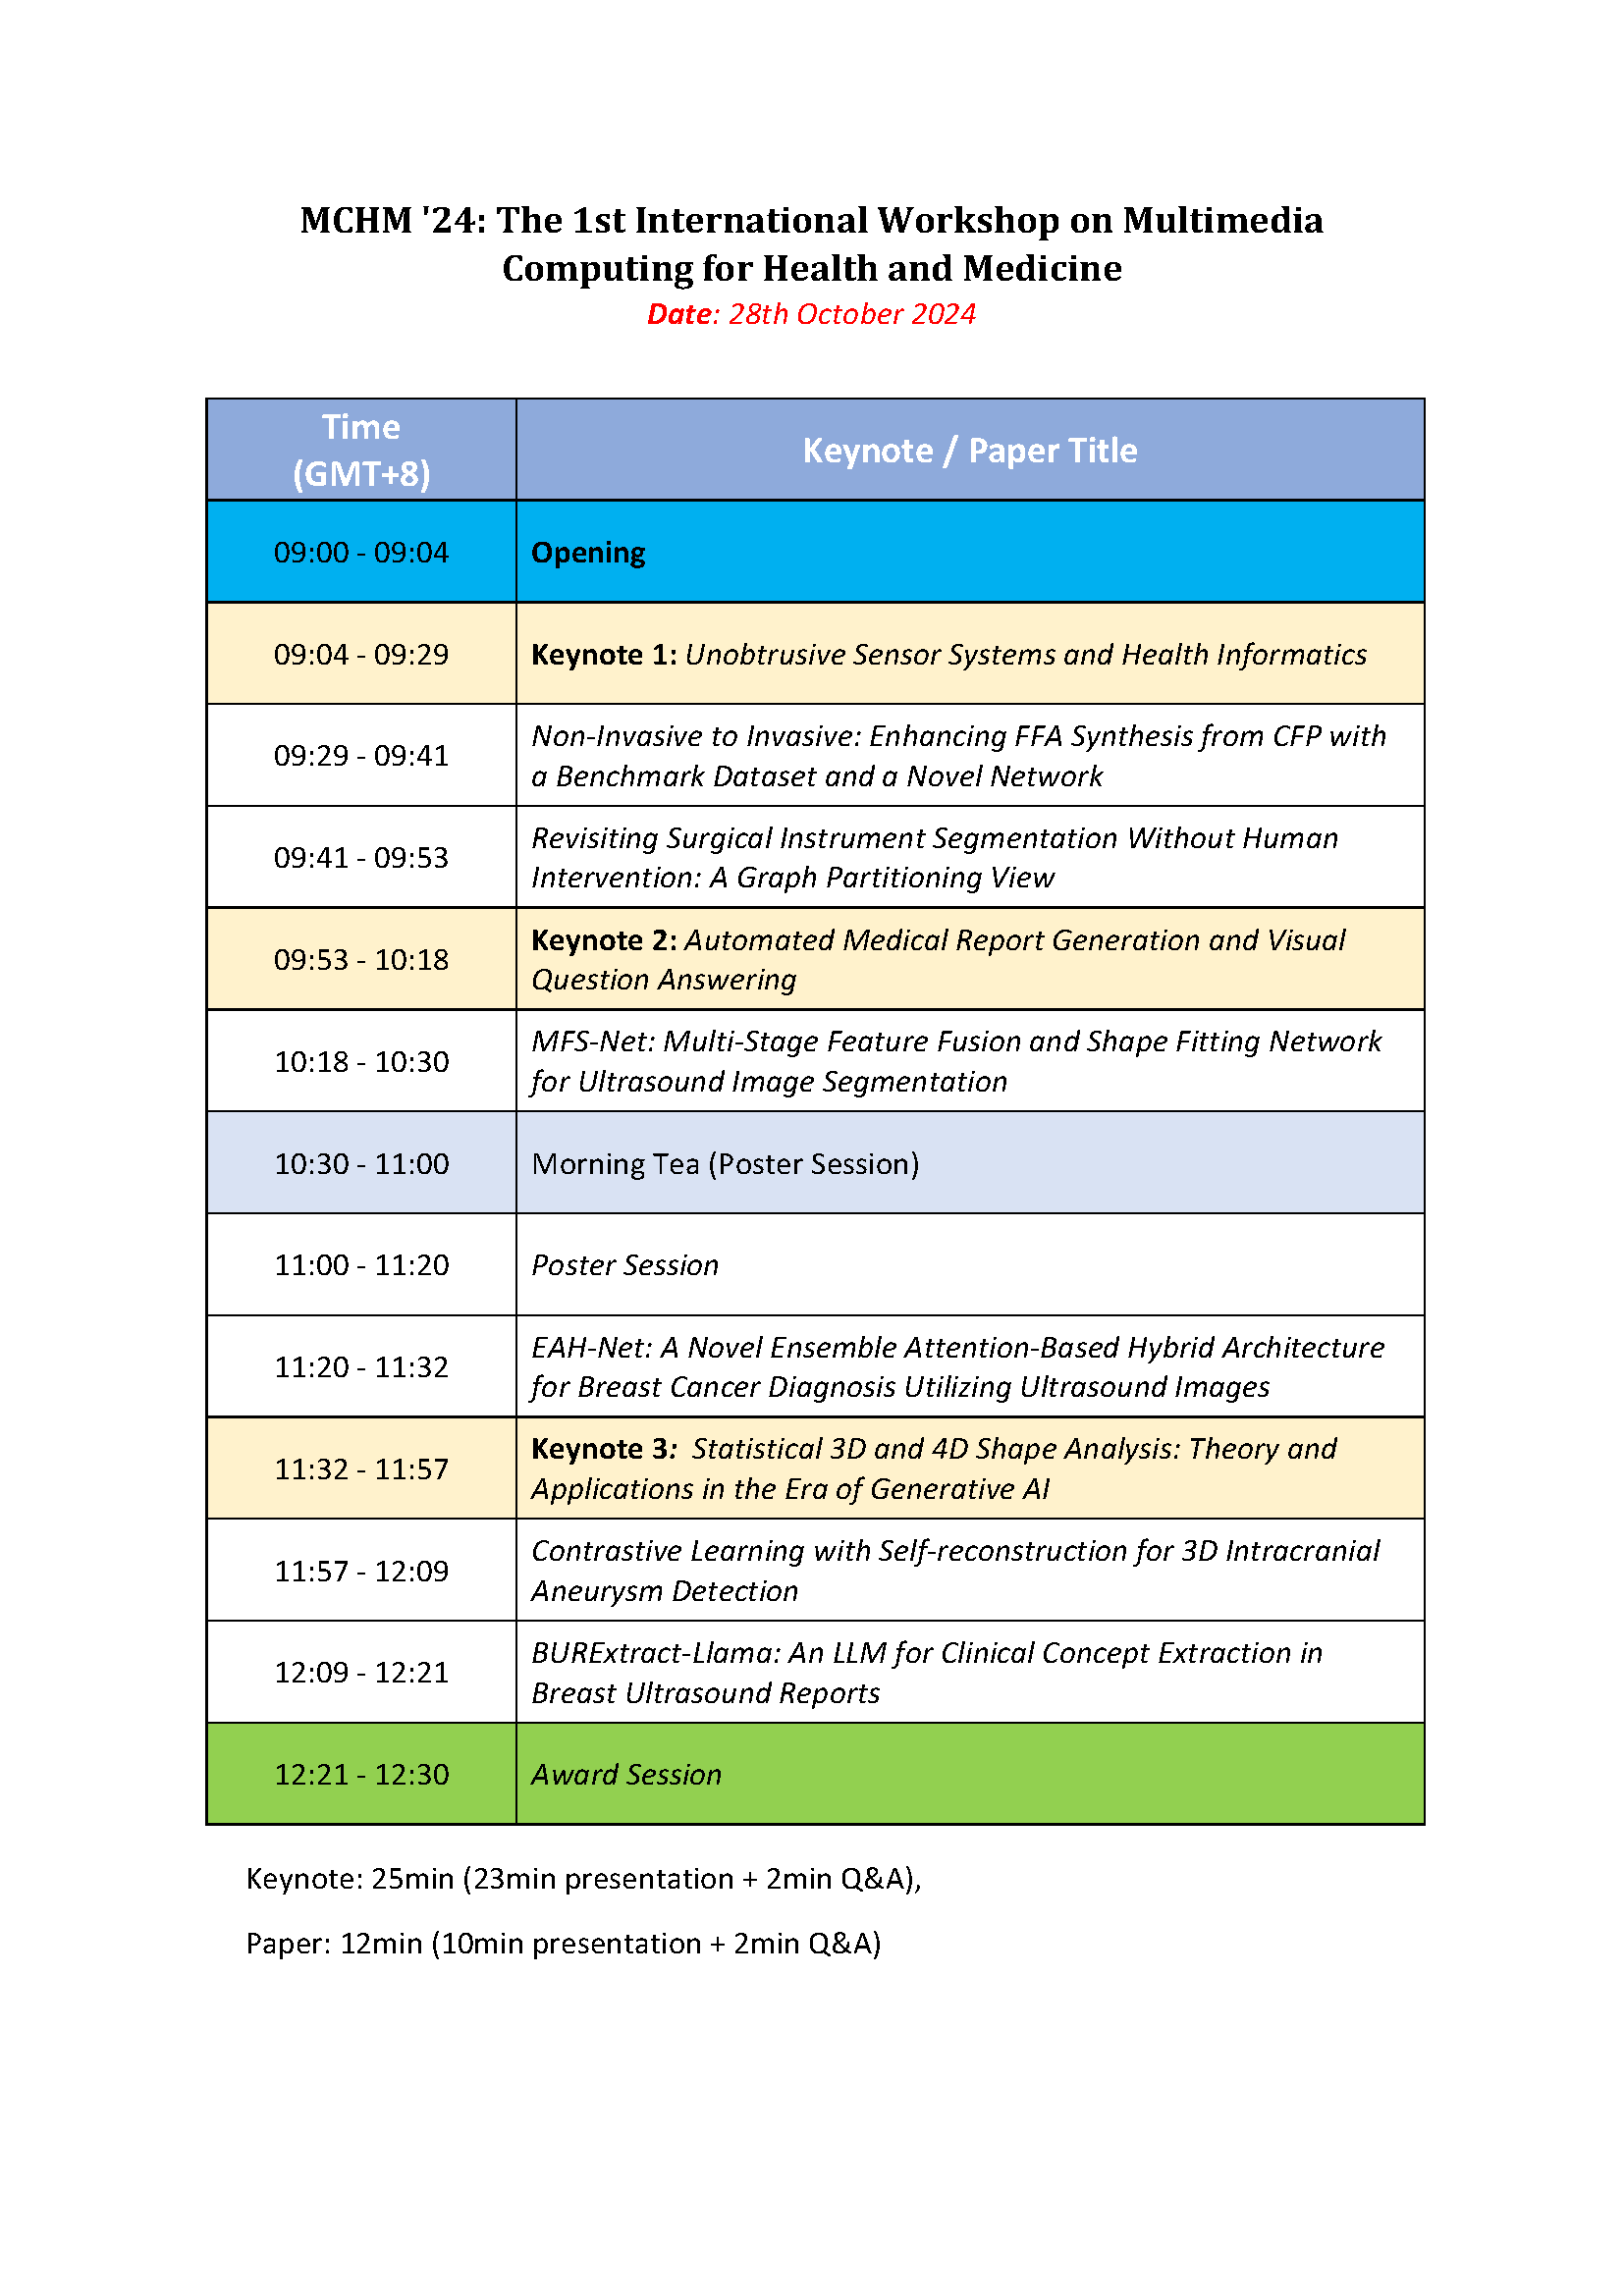 MCHM '24: The 1st International Workshop on Multimedia
Computing for Health and Medicine
Date: 28th October 2024
Time
(GMT+8)
Keynote / Paper Title
09:00 - 09:04
Opening
09:04 - 09:29
Keynote 1: Unobtrusive Sensor Systems and Health Informatics
09:29 - 09:41
Non-Invasive to Invasive: Enhancing FFA Synthesis from CFP with
a Benchmark Dataset and a Novel Network
09:41 - 09:53
Revisiting Surgical Instrument Segmentation Without Human
Intervention: A Graph Partitioning View
09:53 - 10:18
Keynote 2: Automated Medical Report Generation and Visual
Question Answering
10:18 - 10:30
MFS-Net: Multi-Stage Feature Fusion and Shape Fitting Network
for Ultrasound Image Segmentation
10:30 - 11:00
Morning Tea (Poster Session)
11:00 - 11:20
Poster Session
11:20 - 11:32
EAH-Net: A Novel Ensemble Attention-Based Hybrid Architecture
for Breast Cancer Diagnosis Utilizing Ultrasound Images
11:32 - 11:57
Keynote 3: Statistical 3D and 4D Shape Analysis: Theory and
Applications in the Era of Generative AI
11:57 - 12:09
Contrastive Learning with Self-reconstruction for 3D Intracranial
Aneurysm Detection
12:09 - 12:21
BURExtract-Llama: An LLM for Clinical Concept Extraction in
Breast Ultrasound Reports
12:21 - 12:30
Award Session
Keynote: 25min (23min presentation + 2min Q&A),
Paper: 12min (10min presentation + 2min Q&A)